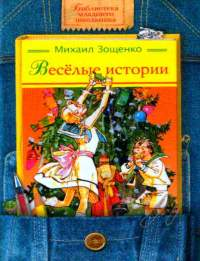 Библиотека
младшего
школьника
Михаил Зощенко
Весёлые истории